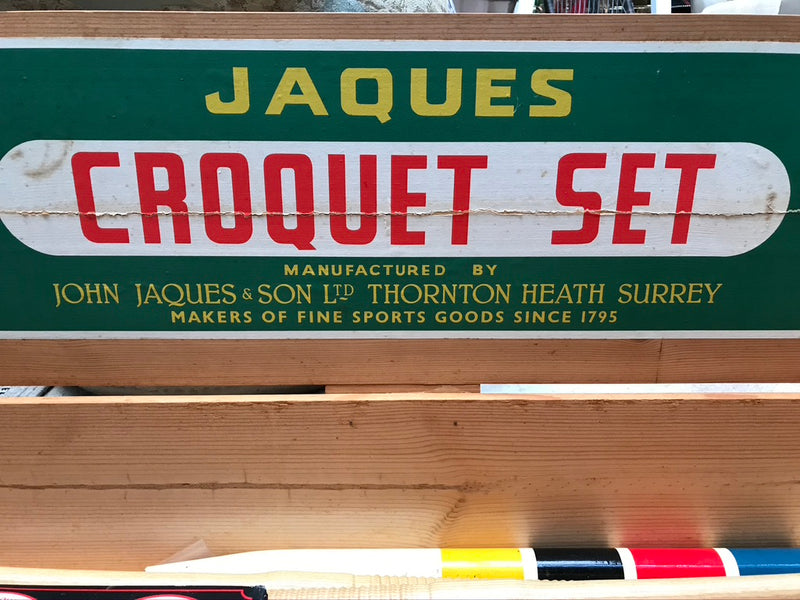 JAQUES
CROQUET SET
MANUFACTURED BY
JOHN JAQUES & SON LTD THORNTON HEATH SURREY
MAKERS OF FINE SPORTS GOODS SINCE 1795